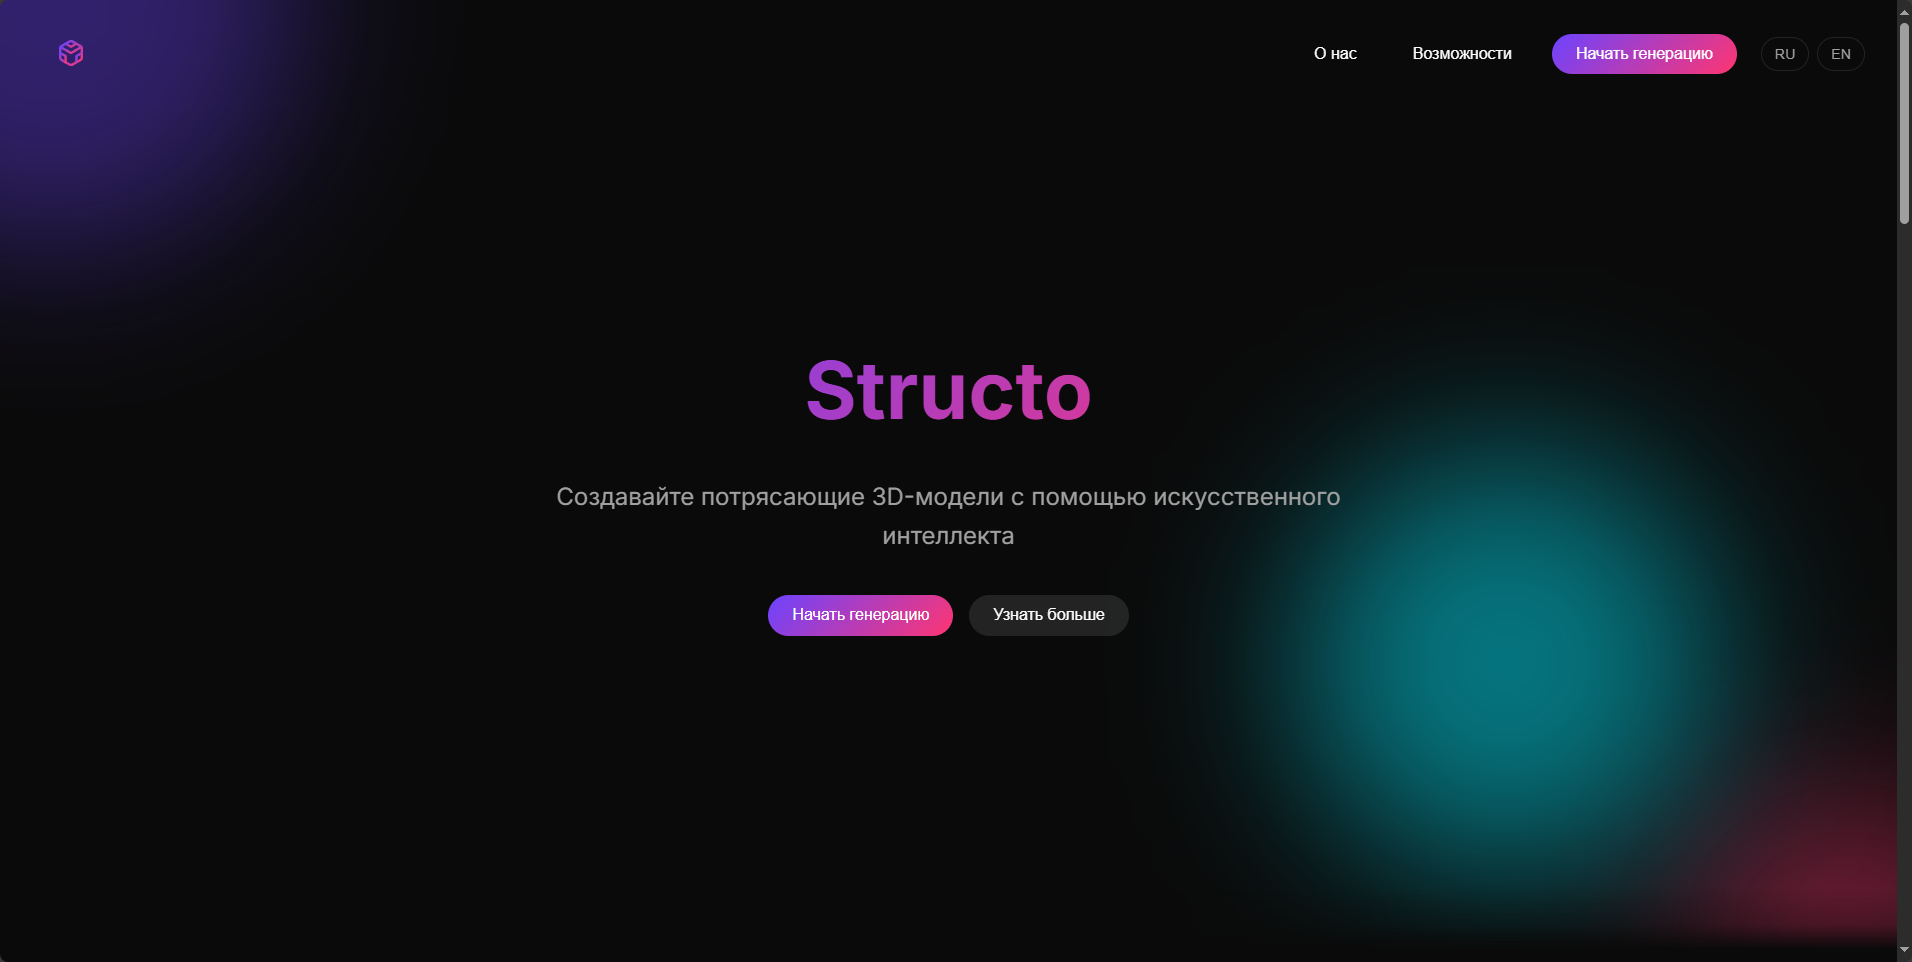 О нас
Возможности
Начать генерацию
RU
EN
Structo
Создавайте потрясающие 3D-модели с помощью искусственного
интеллекта
Начать генерацию
Узнать больше